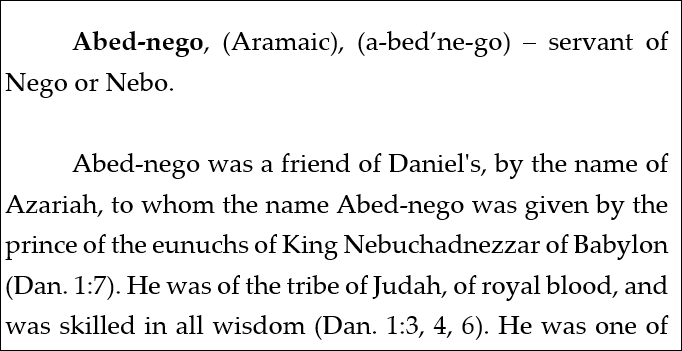 Abed-nego, (Aramaic), (a-bed’ne-go) – servant of
Nego or Nebo.
Abed-nego was a friend of Daniel's, by the name of
Azariah, to whom the name Abed-nego was given by the
prince of the eunuchs of King Nebuchadnezzar of Babylon
(Dan. 1:7). He was of the tribe of Judah, of royal blood, and
was skilled in all wisdom (Dan. 1:3, 4, 6). He was one of